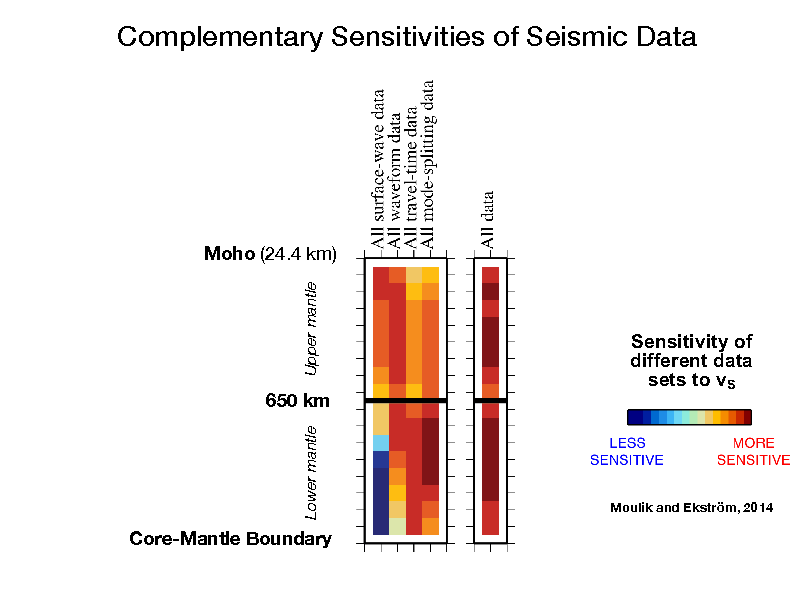 Complementary Sensitivities of Seismic Data
All surface-wave data
All waveform data
All travel-time data
All mode-splitting data
All data
Moho (24.4 km)
Upper mantle
650 km
Lower mantle
Core-Mantle Boundary
Sensitivity of
different data
sets to vS
LESS
SENSITIVE
MORE
SENSITIVE
Moulik and Ekström, 2014